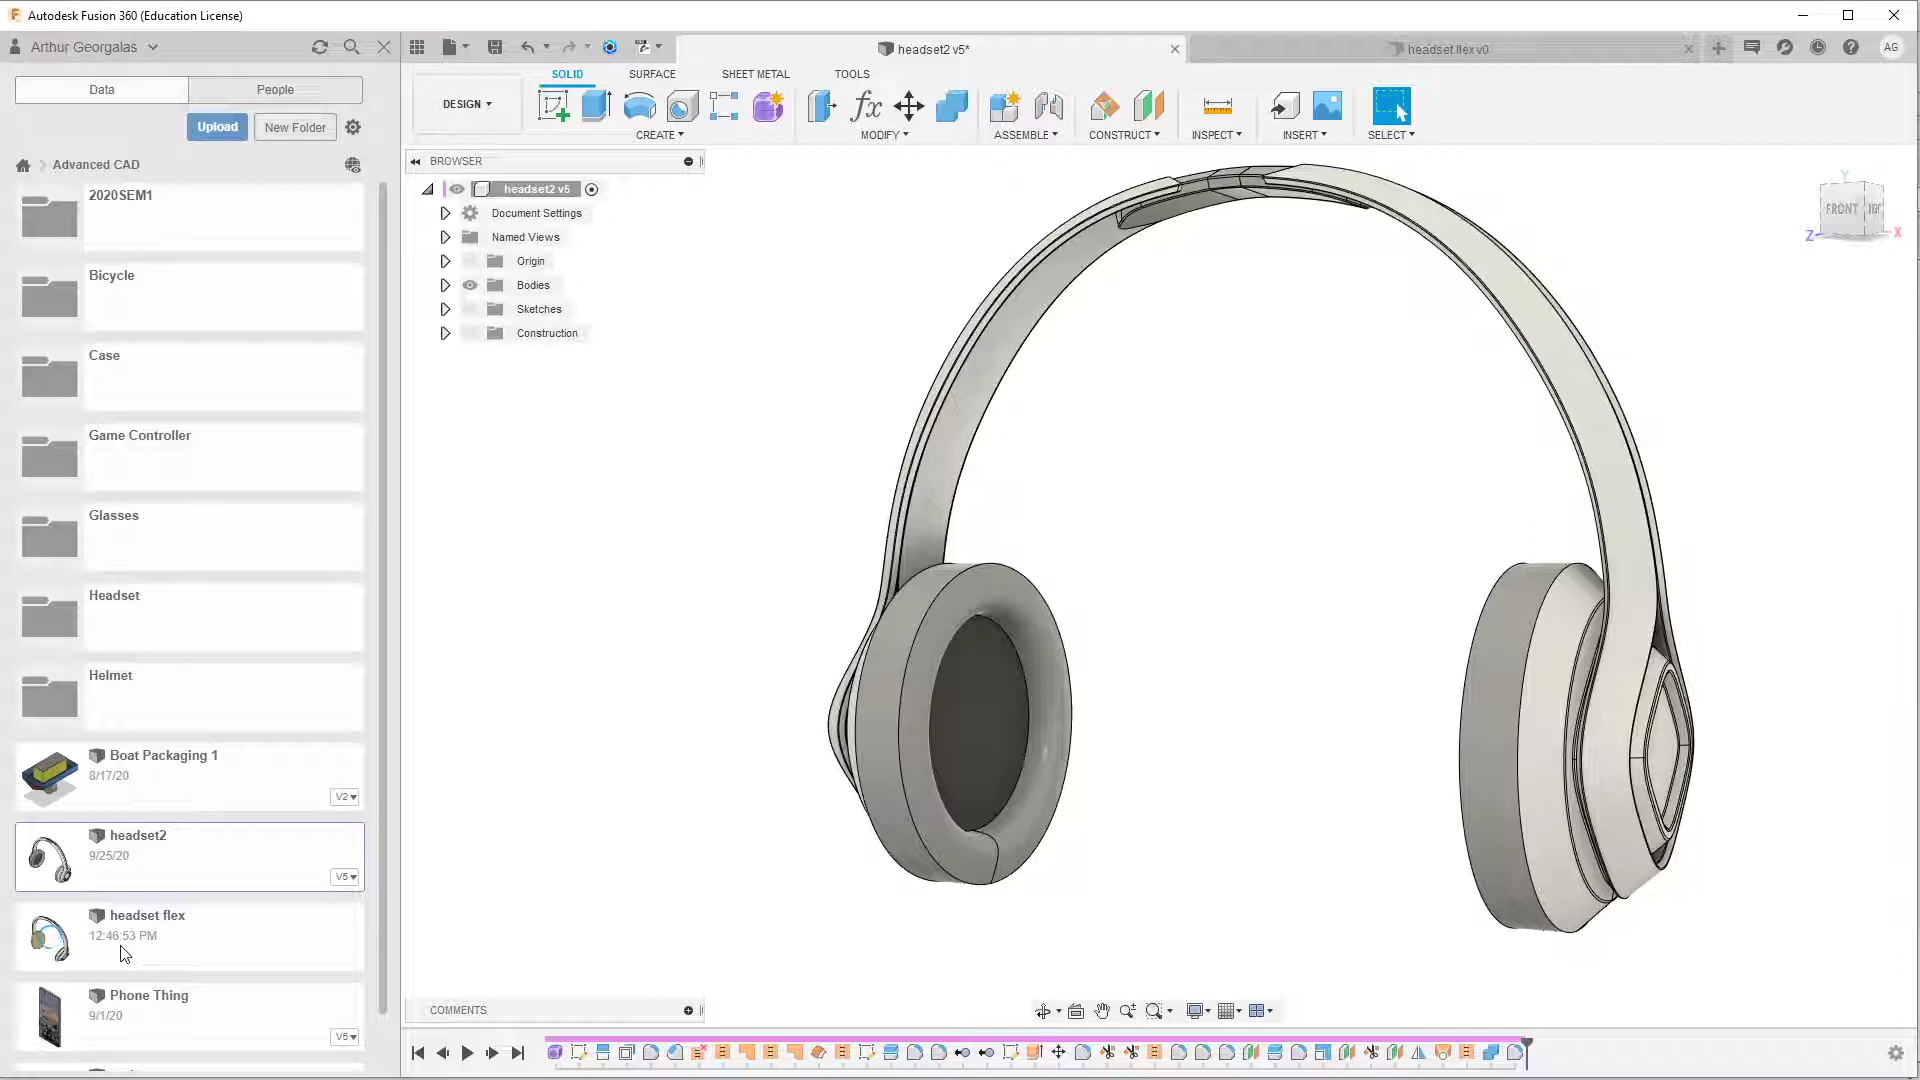 Autodesk Fusion 360 (Education License)
Arthur Georgalas
headset2 v5*
headset flex v0
AG
Data
People
SOLID
SURFACE
SHEET METAL
TOOLS
DESIGN
CREATE
MODIFY
ASSEMBLE
CONSTRUCT
INSPECT
INSERT
SELECT
Upload
New Folder
Advanced CAD
BROWSER
headset2 v5
Document Settings
Named Views
Origin
Bodies
Sketches
Construction
Y
FRONT
Z
X
2020SEM1
Bicycle
Case
Game Controller
Glasses
Headset
Helmet
Boat Packaging 1
8/17/20
V2
headset2
9/25/20
V5
headset flex
12:46:53 PM
Phone Thing
9/1/20
V5
COMMENTS